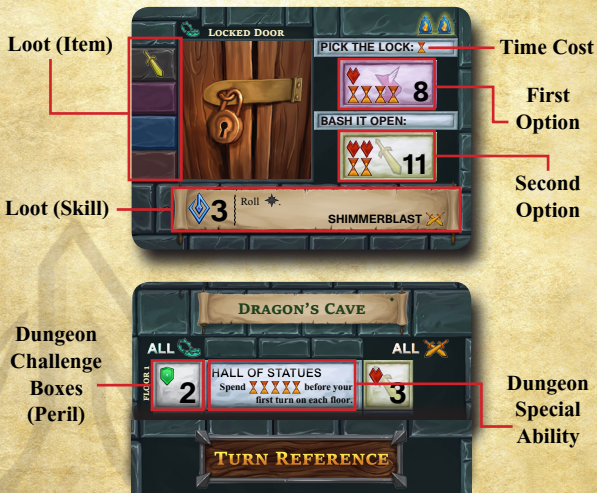 LOCKED DOOR
Loot (Item)
PICK THE LOCK:
Time Cost
8
First
Option
BASH IT OPEN:
11
Second
Option
Loot (Skill)
3
Roll .
SHIMMERBLAST
DRAGON'S CAVE
ALL
ALL
Dungeon
Challenge
Boxes
(Peril)
FLOOR 1
2
HALL OF STATUES
Spend before your
first turn on each floor.
3
Dungeon
Special
Ability
TURN REFERENCE